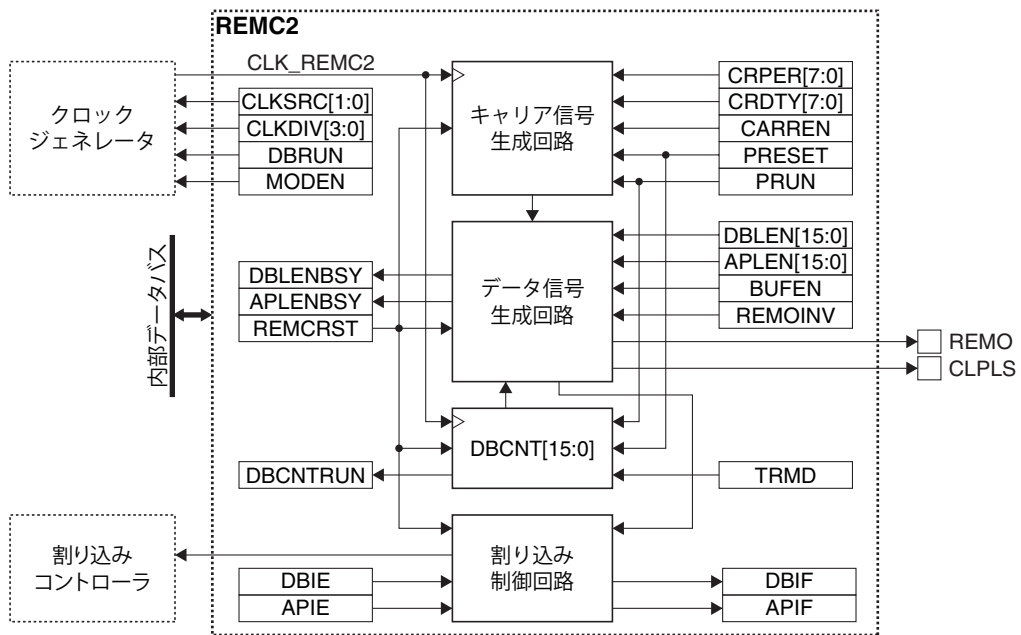 REMC2
CLK_REMC2
クロック
ジェネレータ
CLKSRC[1:0]
CLKDIV[3:0]
DBRUN
MODEN
キャリア信号
生成回路
CRPER[7:0]
CRDTY[7:0]
CARREN
PRESET
PRUN
内部データバス
DBLENBSY
APLENBSY
REMCRST
データ信号
生成回路
DBLEN[15:0]
APLEN[15:0]
BUFEN
REMOINV
REMO
CLPLS
DBCNTRUN
DBCNT[15:0]
TRMD
割り込み
コントローラ
DBIE
APIE
割り込み
制御回路
DBIF
APIF